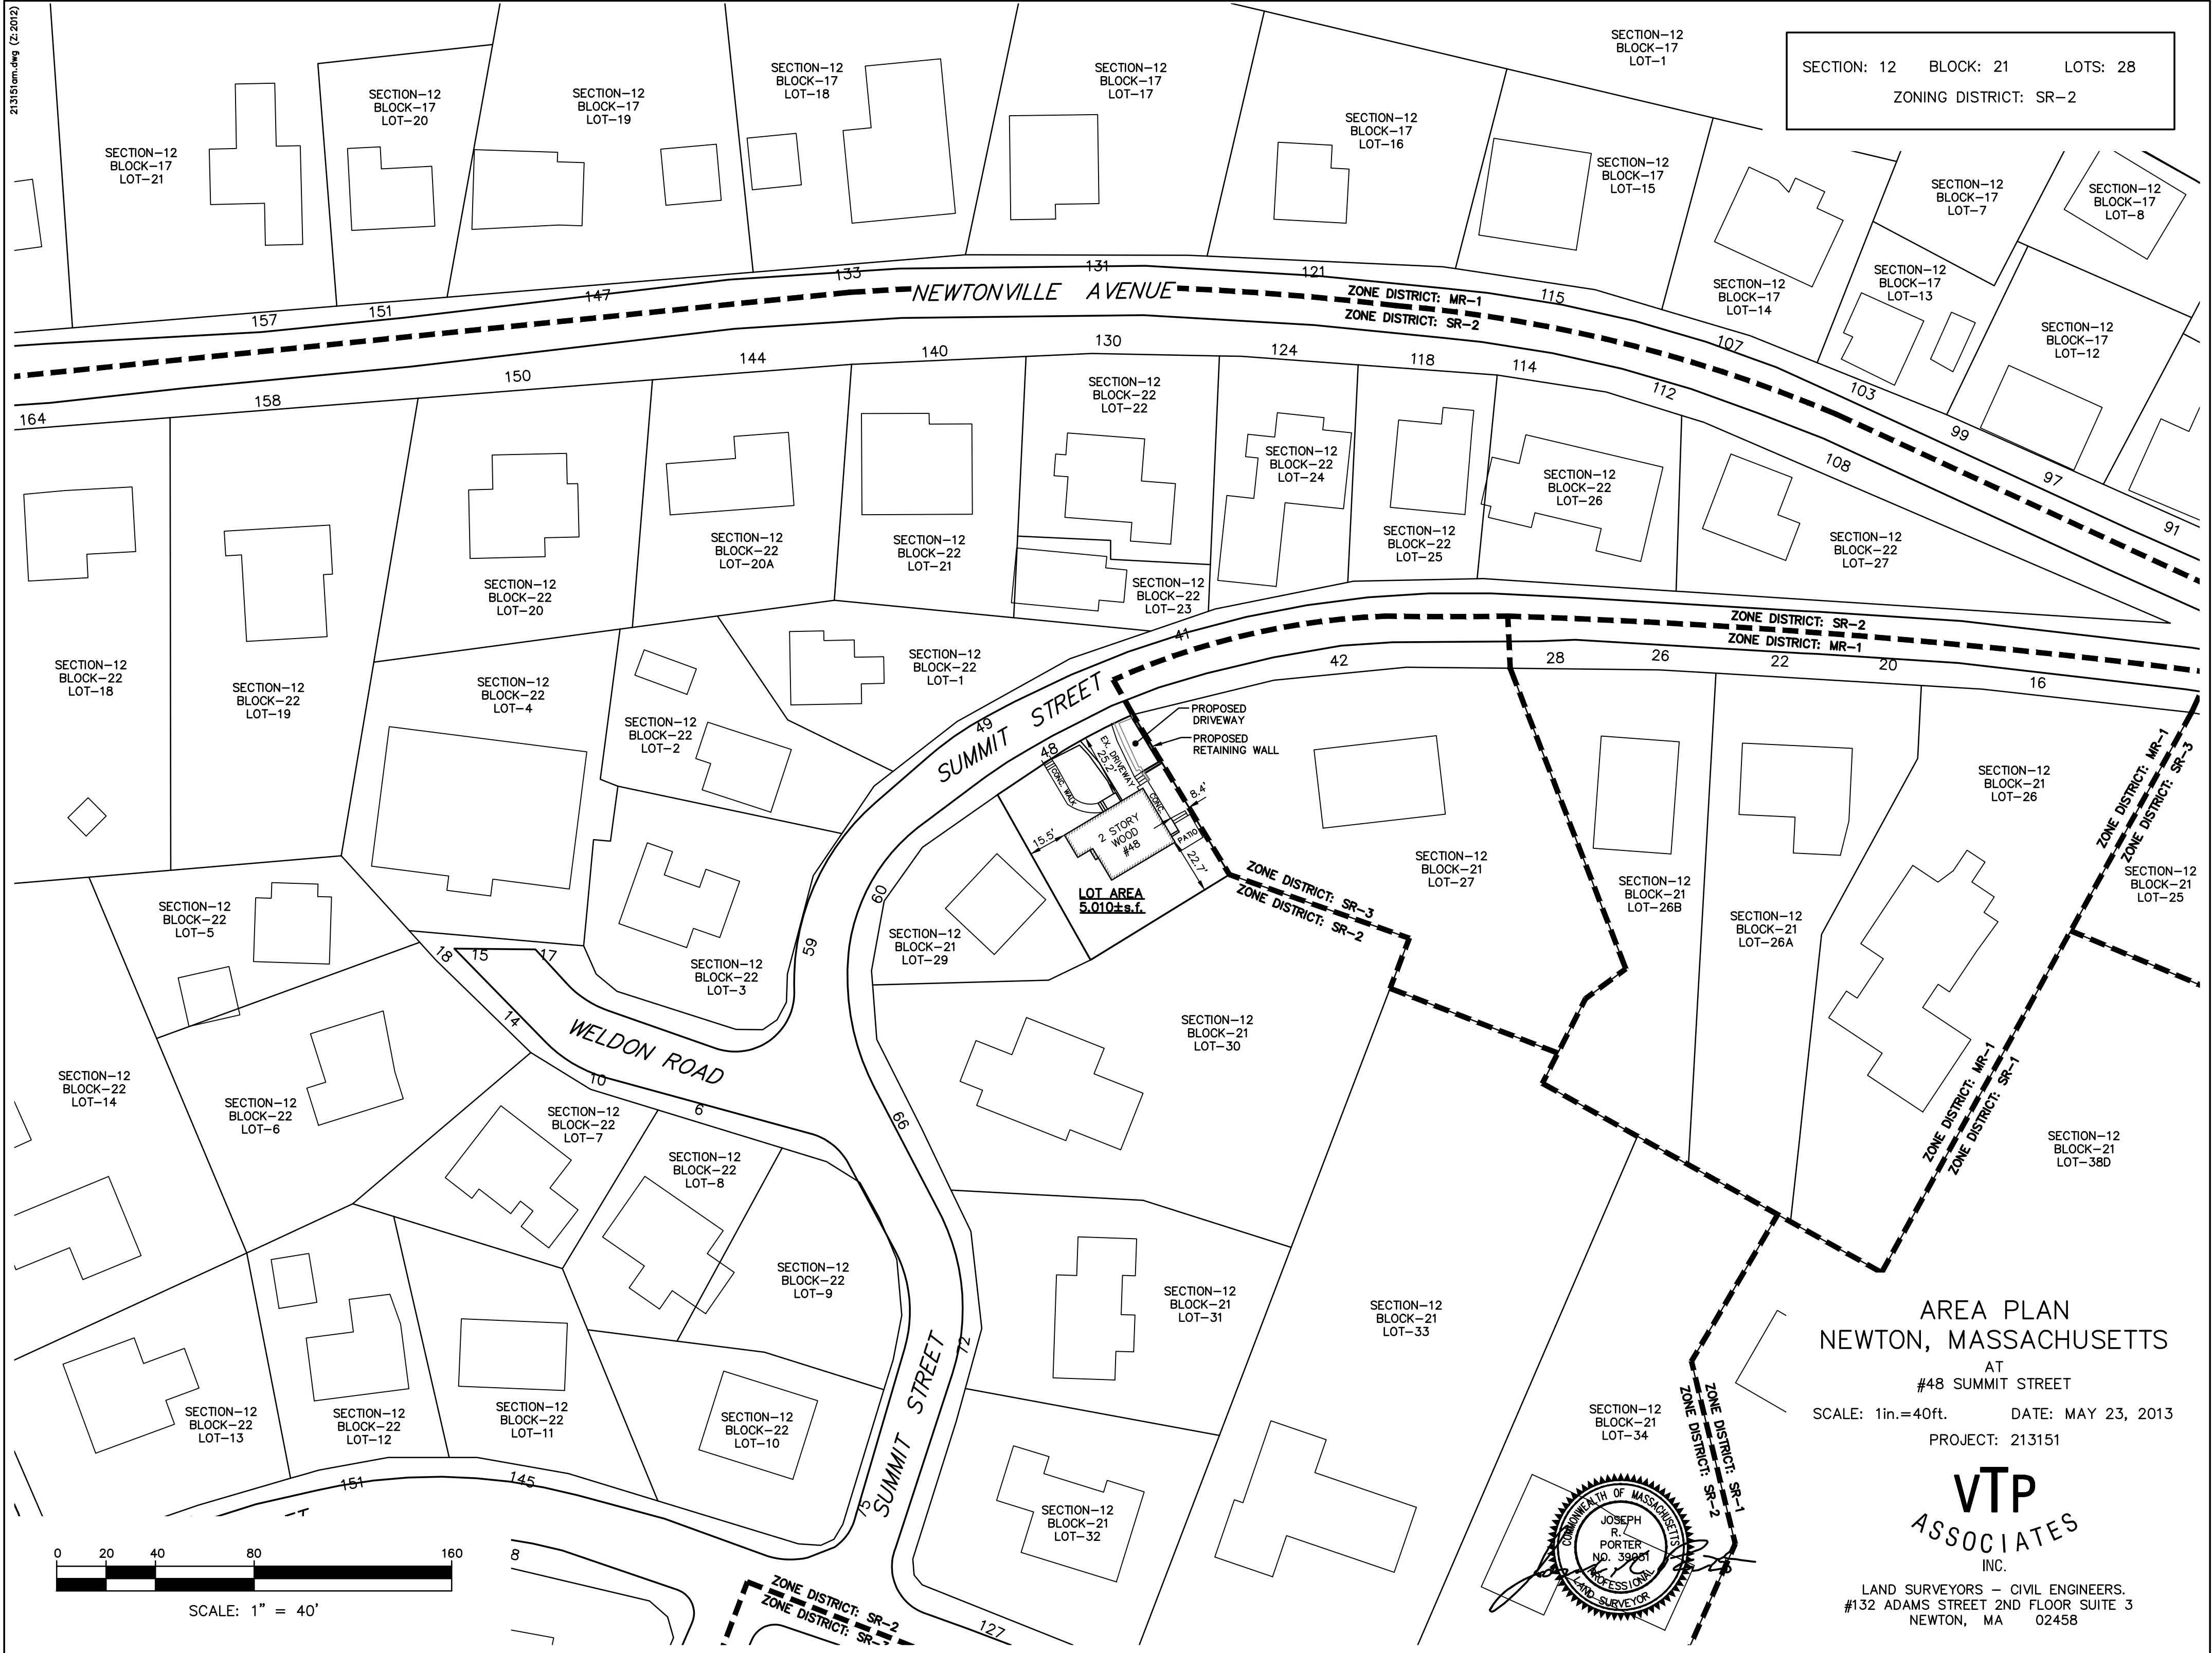 213151am.dwg (Z:2012)
SECTION: 12 BLOCK: 21 LOTS: 28
ZONING DISTRICT: SR-2
SECTION-12
BLOCK-17
LOT-21
SECTION-12
BLOCK-17
LOT-20
SECTION-12
BLOCK-17
LOT-19
SECTION-12
BLOCK-17
LOT-18
SECTION-12
BLOCK-17
LOT-17
SECTION-12
BLOCK-17
LOT-16
SECTION-12
BLOCK-17
LOT-1
SECTION-12
BLOCK-17
LOT-15
SECTION-12
BLOCK-17
LOT-14
SECTION-12
BLOCK-17
LOT-7
SECTION-12
BLOCK-17
LOT-8
SECTION-12
BLOCK-17
LOT-13
SECTION-12
BLOCK-17
LOT-12
157
151
147
133
131
121
115
107
103
99
97
91
NEWTONVILLE AVENUE
ZONE DISTRICT: MR-1
ZONE DISTRICT: SR-2
164
158
150
144
140
130
124
118
114
112
108
SECTION-12
BLOCK-22
LOT-18
SECTION-12
BLOCK-22
LOT-19
SECTION-12
BLOCK-22
LOT-20
SECTION-12
BLOCK-22
LOT-20A
SECTION-12
BLOCK-22
LOT-21
SECTION-12
BLOCK-22
LOT-22
SECTION-12
BLOCK-22
LOT-23
SECTION-12
BLOCK-22
LOT-24
SECTION-12
BLOCK-22
LOT-25
SECTION-12
BLOCK-22
LOT-26
SECTION-12
BLOCK-22
LOT-27
ZONE DISTRICT: SR-2
ZONE DISTRICT: MR-1
41
42
28
26
22
20
16
SECTION-12
BLOCK-22
LOT-4
SECTION-12
BLOCK-22
LOT-2
SECTION-12
BLOCK-22
LOT-1
49
SUMMIT STREET
48
PROPOSED
DRIVEWAY
PROPOSED
RETAINING WALL
EX. DRIVEWAY
25.2'
CONC. WALK
CONC.
8.4'
PATIO
15.5'
2 STORY
WOOD
#48
22.7'
LOT AREA
5.010±s.f.
ZONE DISTRICT: SR-3
ZONE DISTRICT: SR-2
SECTION-12
BLOCK-21
LOT-27
SECTION-12
BLOCK-21
LOT-26B
SECTION-12
BLOCK-21
LOT-26A
SECTION-12
BLOCK-21
LOT-26
ZONE DISTRICT: MR-1
ZONE DISTRICT: SR-3
SECTION-12
BLOCK-21
LOT-25
SECTION-12
BLOCK-22
LOT-5
18
15
17
SECTION-12
BLOCK-22
LOT-3
59
60
SECTION-12
BLOCK-21
LOT-29
SECTION-12
BLOCK-21
LOT-30
14
WELDON ROAD
10
6
66
SECTION-12
BLOCK-22
LOT-14
SECTION-12
BLOCK-22
LOT-6
SECTION-12
BLOCK-22
LOT-7
SECTION-12
BLOCK-22
LOT-8
SECTION-12
BLOCK-22
LOT-9
ZONE DISTRICT: MR-1
ZONE DISTRICT: SR-1
SECTION-12
BLOCK-21
LOT-38D
SECTION-12
BLOCK-21
LOT-31
SECTION-12
BLOCK-21
LOT-33
72
SUMMIT STREET
75
SECTION-12
BLOCK-22
LOT-13
SECTION-12
BLOCK-22
LOT-12
SECTION-12
BLOCK-22
LOT-11
SECTION-12
BLOCK-22
LOT-10
151
145
SECTION-12
BLOCK-21
LOT-32
SECTION-12
BLOCK-21
LOT-34
ZONE DISTRICT: SR-1
ZONE DISTRICT: SR-2
0 20 40 80 160
SCALE: 1" = 40'
8
ZONE DISTRICT: SR-2
ZONE DISTRICT: SR-3
127
COMMONWEALTH OF MASSACHUSETTS
JOSEPH
R.
PORTER
NO. 39051
PROFESSIONAL
LAND SURVEYOR
AREA PLAN
NEWTON, MASSACHUSETTS
AT
#48 SUMMIT STREET
SCALE: 1in.=40ft. DATE: MAY 23, 2013
PROJECT: 213151
VTP
ASSOCIATES
INC.
LAND SURVEYORS - CIVIL ENGINEERS.
#132 ADAMS STREET 2ND FLOOR SUITE 3
NEWTON, MA 02458